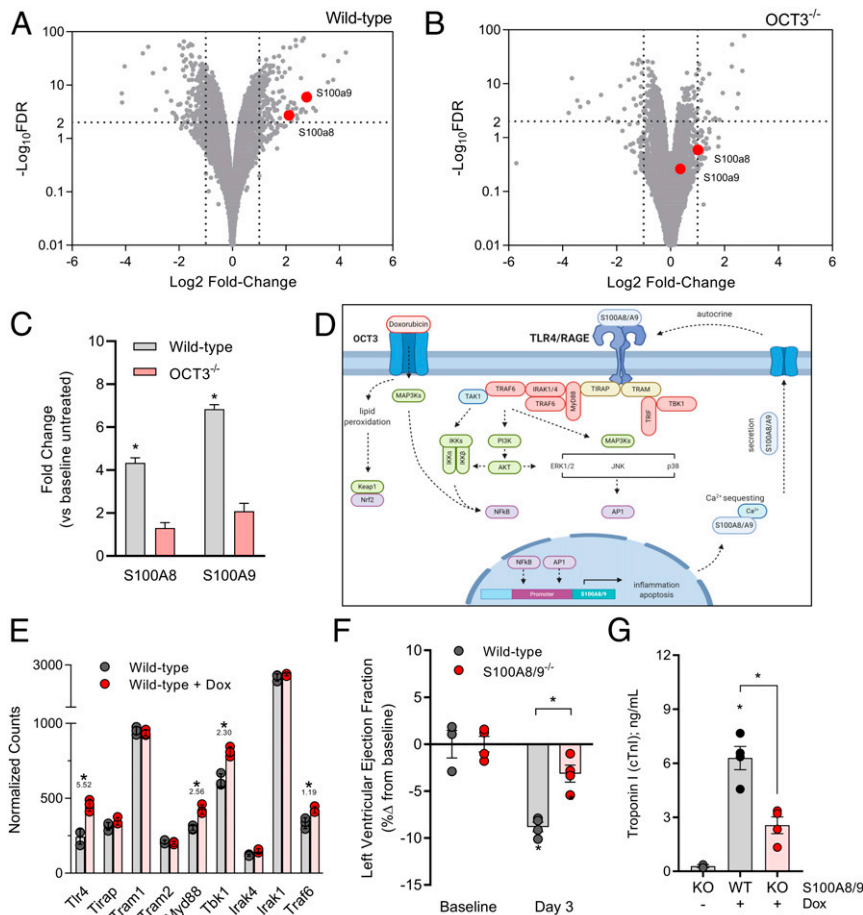 A
Wild-type
-Log10FDR
100
10
2
1
0.1
0.01
S100a9
S100a8
-6
-4
-2
0
2
4
6
Log2 Fold-Change
B
OCT3-/-
-Log10FDR
100
10
2
1
0.1
0.01
S100a8
S100a9
-6
-4
-2
0
2
4
6
Log2 Fold-Change
C
Wild-type
OCT3-/-
Fold Change
(vs baseline untreated)
10
8
6
4
2
0
*
*
S100A8
S100A9
D
OCT3
Doxorubicin
TLR4/RAGE
S100A8/A9
autocrine
MAP3Ks
TAK1
TRAF6
IRAK1/4
TRAF6
MyD88
TIRAP
TRAM
TRIF
TBK1
lipid
peroxidation
IKKs
IKKα
IKKβ
PI3K
AKT
MAP3Ks
ERK1/2
JNK
p38
Keap1
Nrf2
NFkB
AP1
secretion
S100A8/A9
Ca2+ sequesting
Ca2+
S100A8/A9
NFkB
AP1
Promoter
S100A8/9
inflammation
apoptosis
E
Wild-type
Wild-type + Dox
Normalized Counts
3000
1000
500
250
0
*
5.52
*
2.56
*
2.30
*
1.19
Tlr4
Tirap
Tram1
Tram2
Myd88
Tbk1
Irak4
Irak1
Traf6
F
Wild-type
S100A8/9-/-
Left Ventricular Ejection Fraction
(%Δ from baseline)
10
5
0
-5
-10
-15
*
*
Baseline
Day 3
G
Troponin I (cTnI); ng/mL
12
9
6
3
0
*
*
KO
WT
KO
S100A8/9
-
+
+
Dox